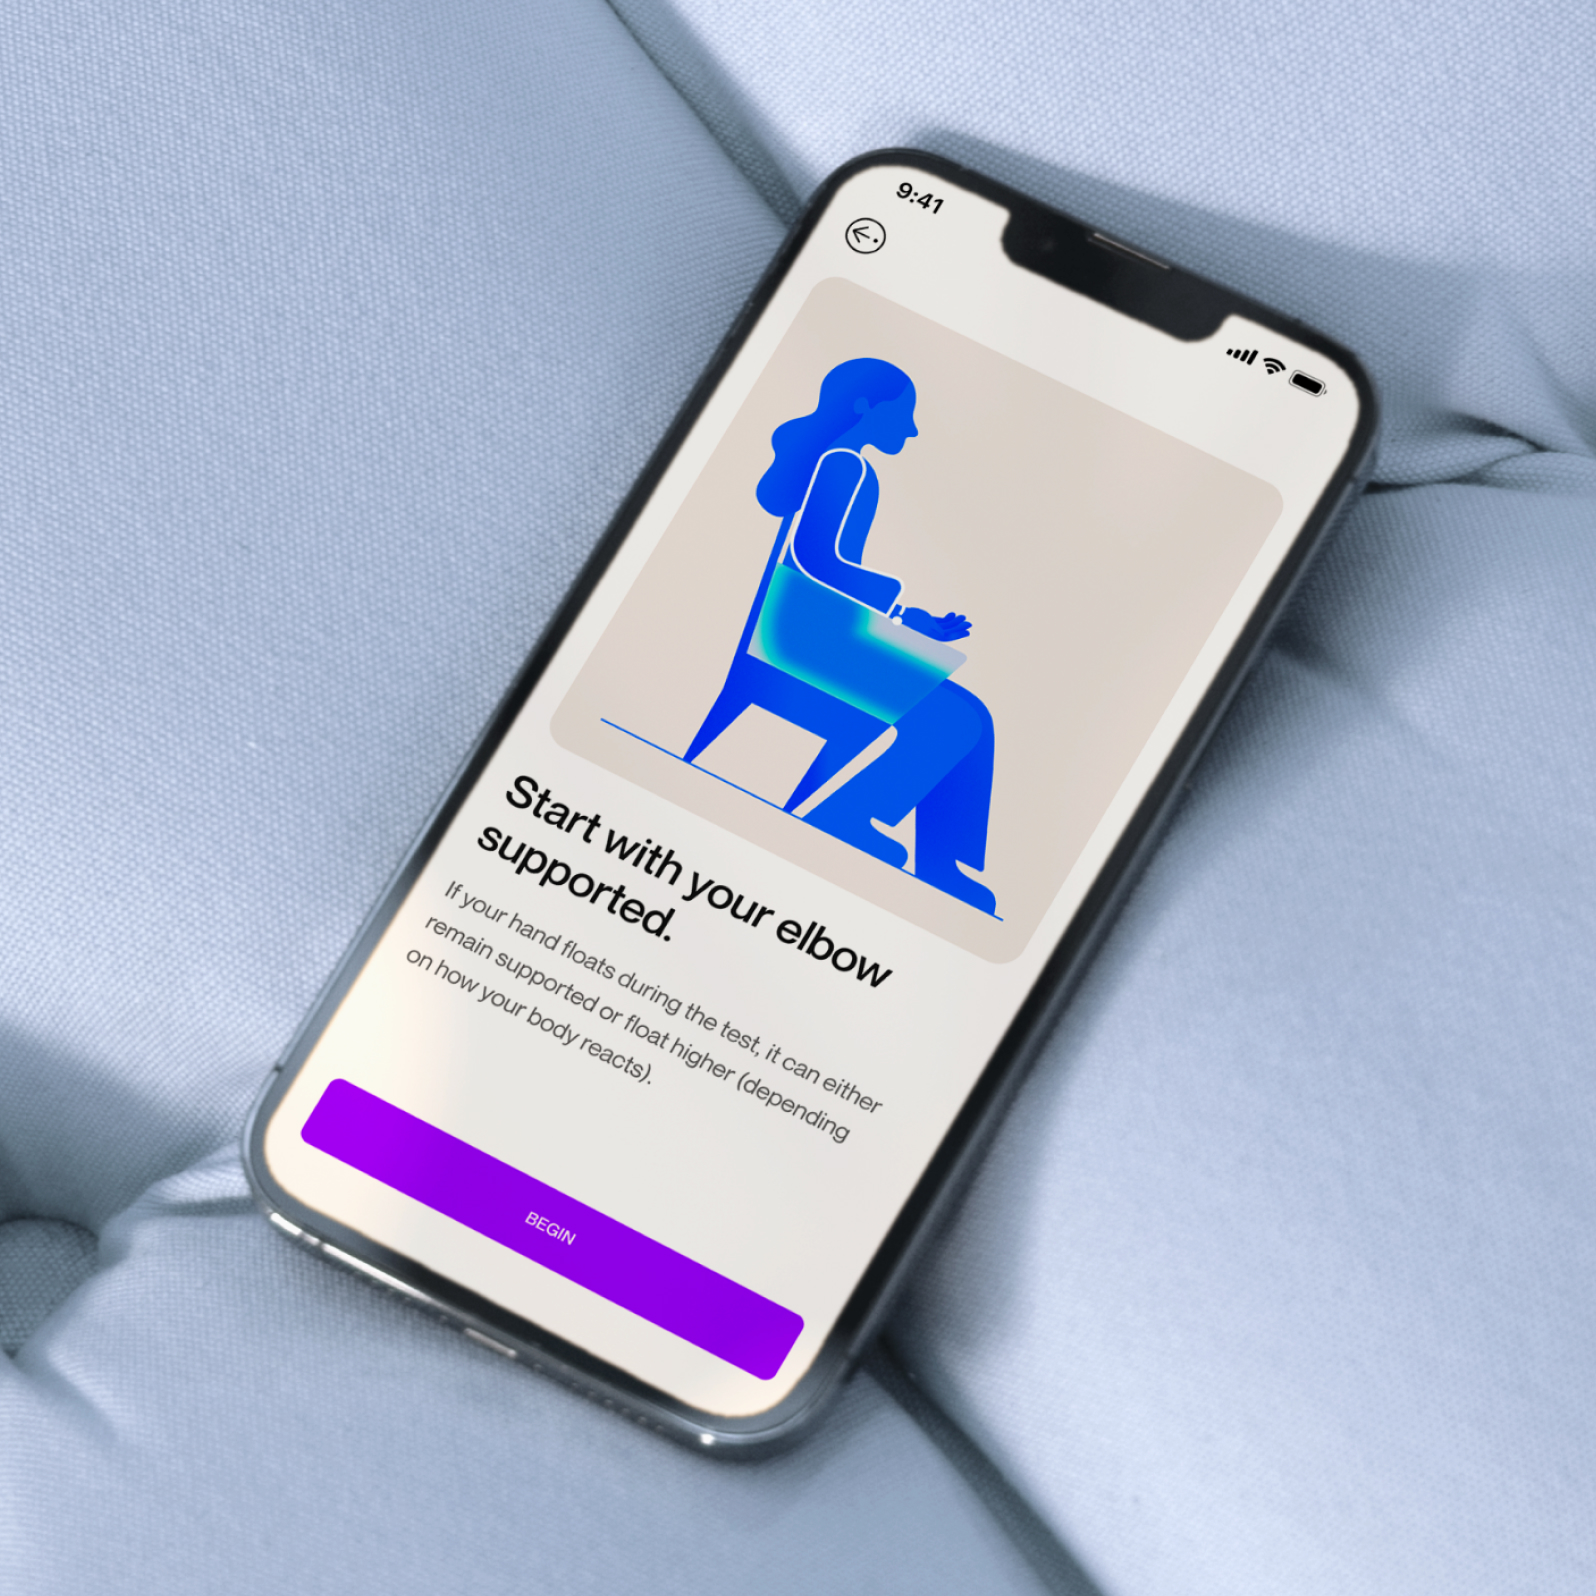 9:41
Start with your elbow
supported.
If your hand floats during the test, it can either
remain supported or float higher (depending
on how your body reacts).
BEGIN